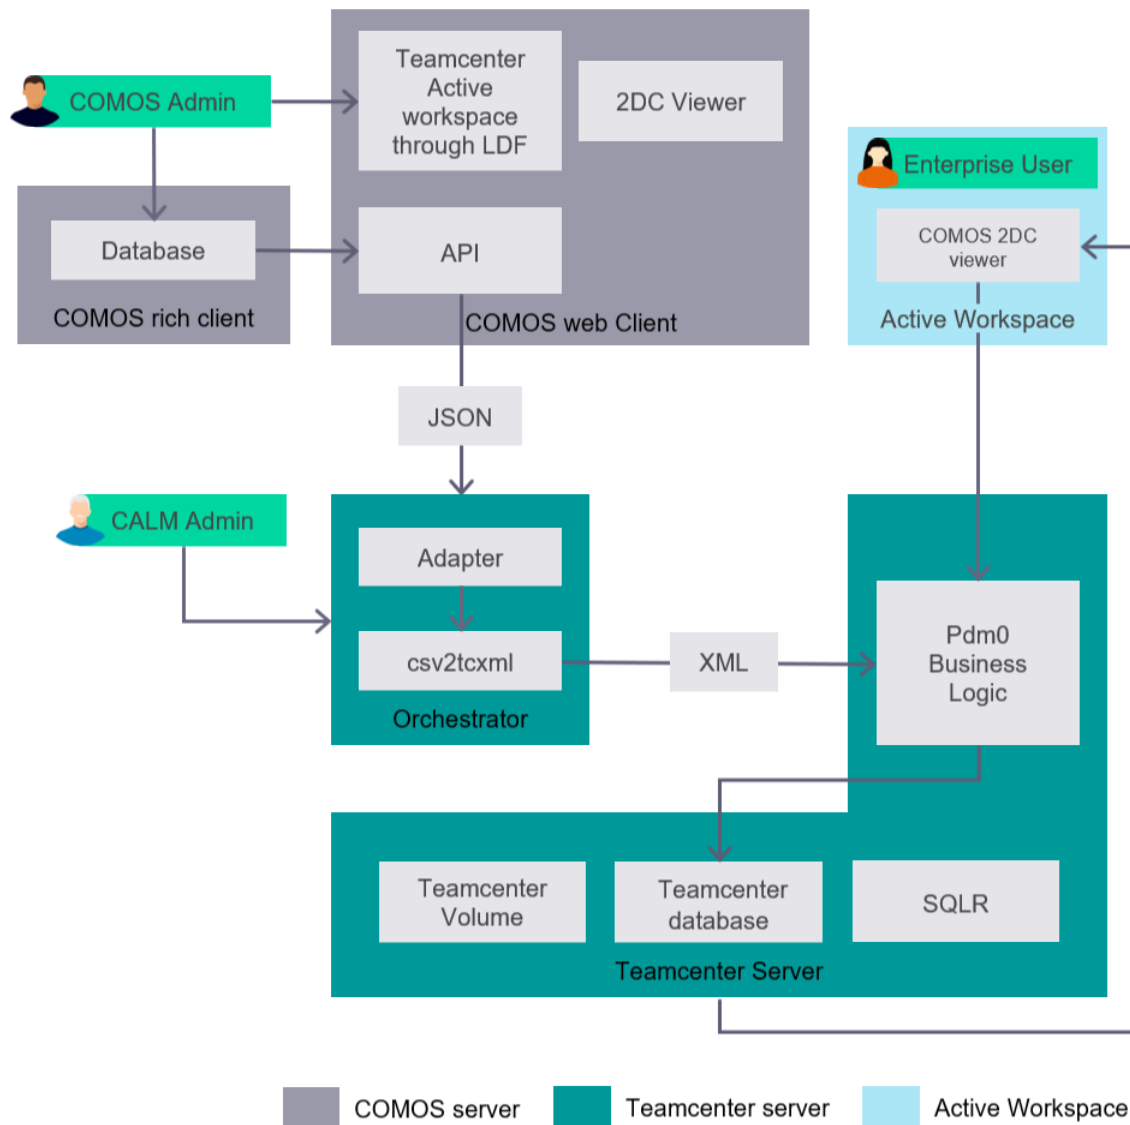 COMOS Admin
Teamcenter
Active
workspace
through LDF
2DC Viewer
Enterprise User
COMOS 2DC
viewer
Active Workspace
Database
COMOS rich client
API
COMOS web Client
JSON
CALM Admin
Adapter
csv2tcxml
Orchestrator
XML
Pdm0
Business
Logic
Teamcenter
Volume
Teamcenter
database
SQLR
Teamcenter Server
COMOS server
Teamcenter server
Active Workspace